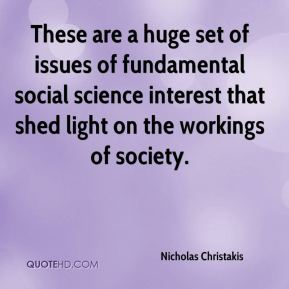 These are a huge set of
issues of fundamental
social science interest that
shed light on the workings
of society.
Nicholas Christakis
QUOTEHD.COM